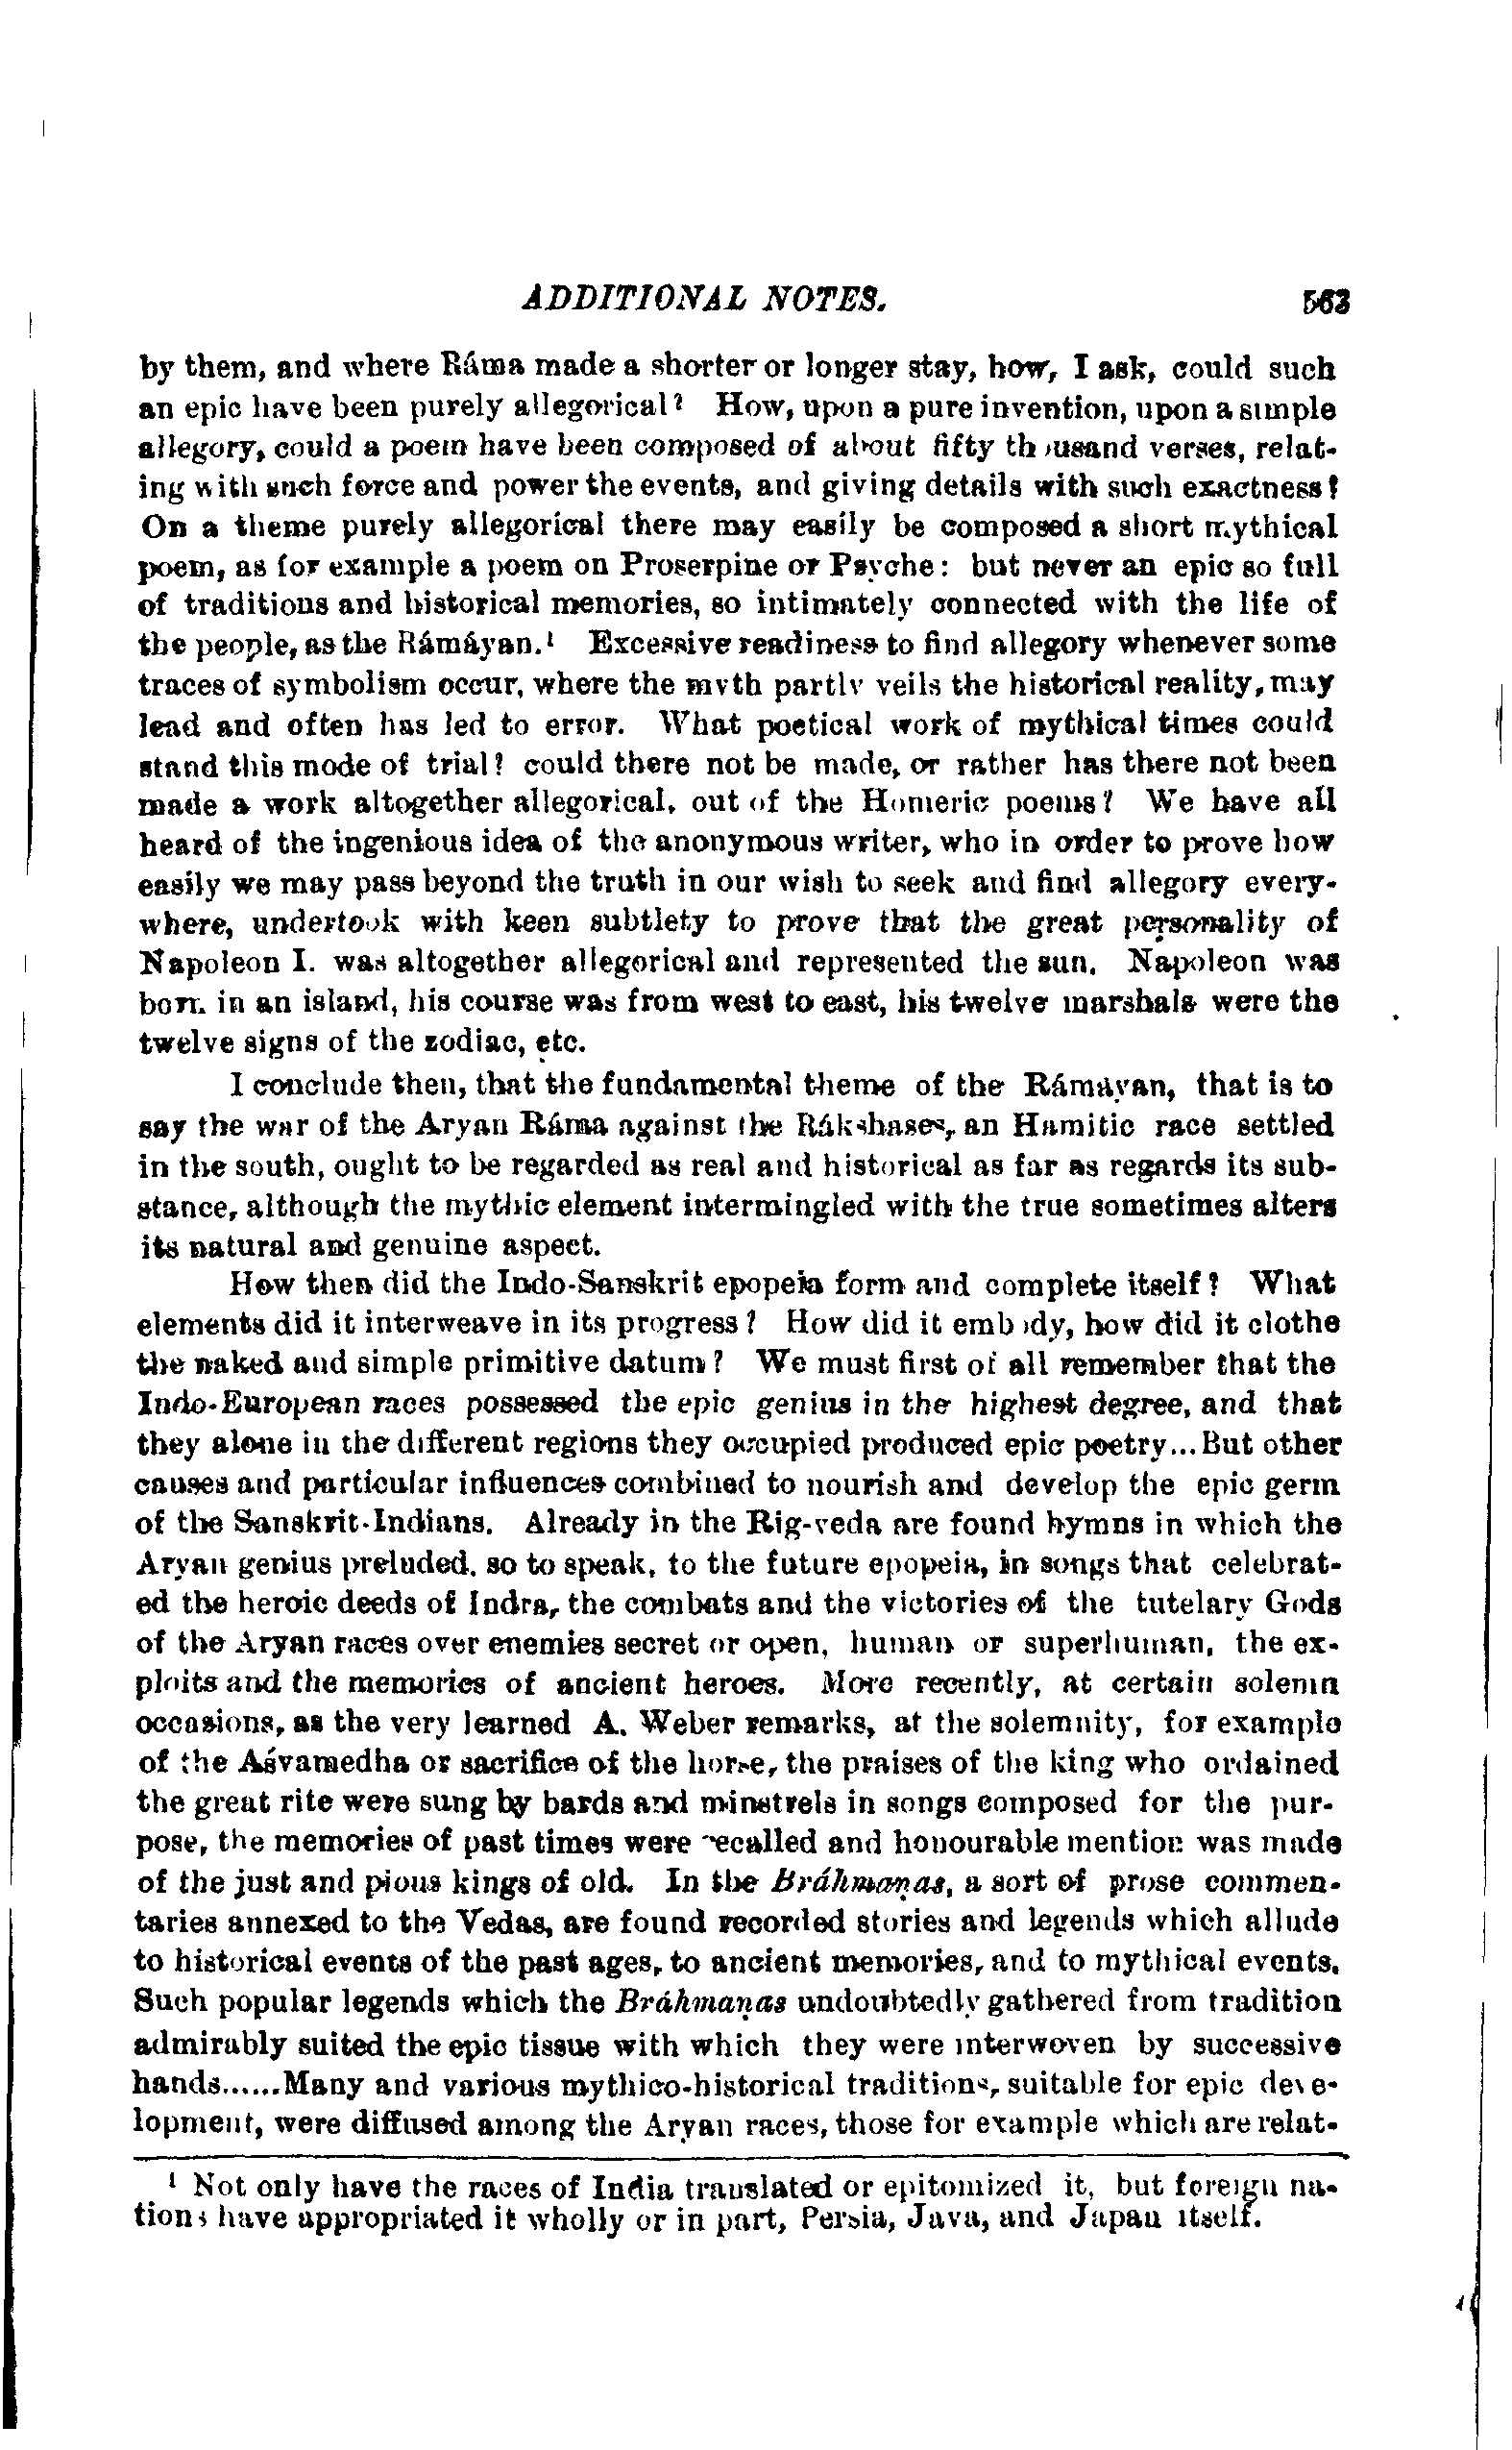 ADDITIONAL NOTES. 563
by them, and where Ráma made a shorter or longer stay, how, I ask, could such
an epic have been purely allegorical? How, upon a pure invention, upon a simple
allegory, could a poem have been composed of about fifty thousand verses, relat-
ing with such force and power the events, and giving details with such exactness?
On a theme purely allegorical there may easily be composed a short mythical
poem, as for example a poem on Proserpine or Psyche: but never an epic so full
of traditions and historical memories, so intimately connected with the life of
the people, as the Rámáyan.¹ Excessive readiness to find allegory whenever some
traces of symbolism occur, where the myth partly veils the historical reality, may
lead and often has led to error. What poetical work of mythical times could
stand this mode of trial? could there not be made, or rather has there not been
made a work altogether allegorical, out of the Homeric poems? We have all
heard of the ingenious idea of the anonymous writer, who in order to prove how
easily we may pass beyond the truth in our wish to seek and find allegory every-
where, undertook with keen subtlety to prove that the great personality of
Napoleon I. was altogether allegorical and represented the sun. Napoleon was
born in an island, his course was from west to east, his twelve marshals were the
twelve signs of the zodiac, etc.
I conclude then, that the fundamental theme of the Rámáyan, that is to
say the war of the Aryan Ráma against the Rákshases, an Hamitic race settled
in the south, ought to be regarded as real and historical as far as regards its sub-
stance, although the mythic element intermingled with the true sometimes alters
its natural and genuine aspect.
How then did the Indo-Sanskrit epopeia form and complete itself? What
elements did it interweave in its progress? How did it embody, how did it clothe
the naked and simple primitive datum? We must first of all remember that the
Indo-European races possessed the epic genius in the highest degree, and that
they alone in the different regions they occupied produced epic poetry...But other
causes and particular influences combined to nourish and develop the epic germ
of the Sanskrit-Indians. Already in the Rig-veda are found hymns in which the
Aryan genius preluded, so to speak, to the future epopeia, in songs that celebrat-
ed the heroic deeds of Indra, the combats and the victories of the tutelary Gods
of the Aryan races over enemies secret or open, human or superhuman, the ex-
ploits and the memories of ancient heroes. More recently, at certain solemn
occasions, as the very learned A. Weber remarks, at the solemnity, for example
of the Aśvamedha or sacrifice of the horse, the praises of the king who ordained
the great rite were sung by bards and minstrels in songs composed for the pur-
pose, the memories of past times were recalled and honourable mention was made
of the just and pious kings of old. In the Bráhmaṇas, a sort of prose commen-
taries annexed to the Vedas, are found recorded stories and legends which allude
to historical events of the past ages, to ancient memories, and to mythical events.
Such popular legends which the Bráhmaṇas undoubtedly gathered from tradition
admirably suited the epic tissue with which they were interwoven by successive
hands......Many and various mythico-historical traditions, suitable for epic deve-
lopment, were diffused among the Aryan races, those for example which are relat-
¹ Not only have the races of India translated or epitomized it, but foreign na-
tions have appropriated it wholly or in part, Persia, Java, and Japan itself.